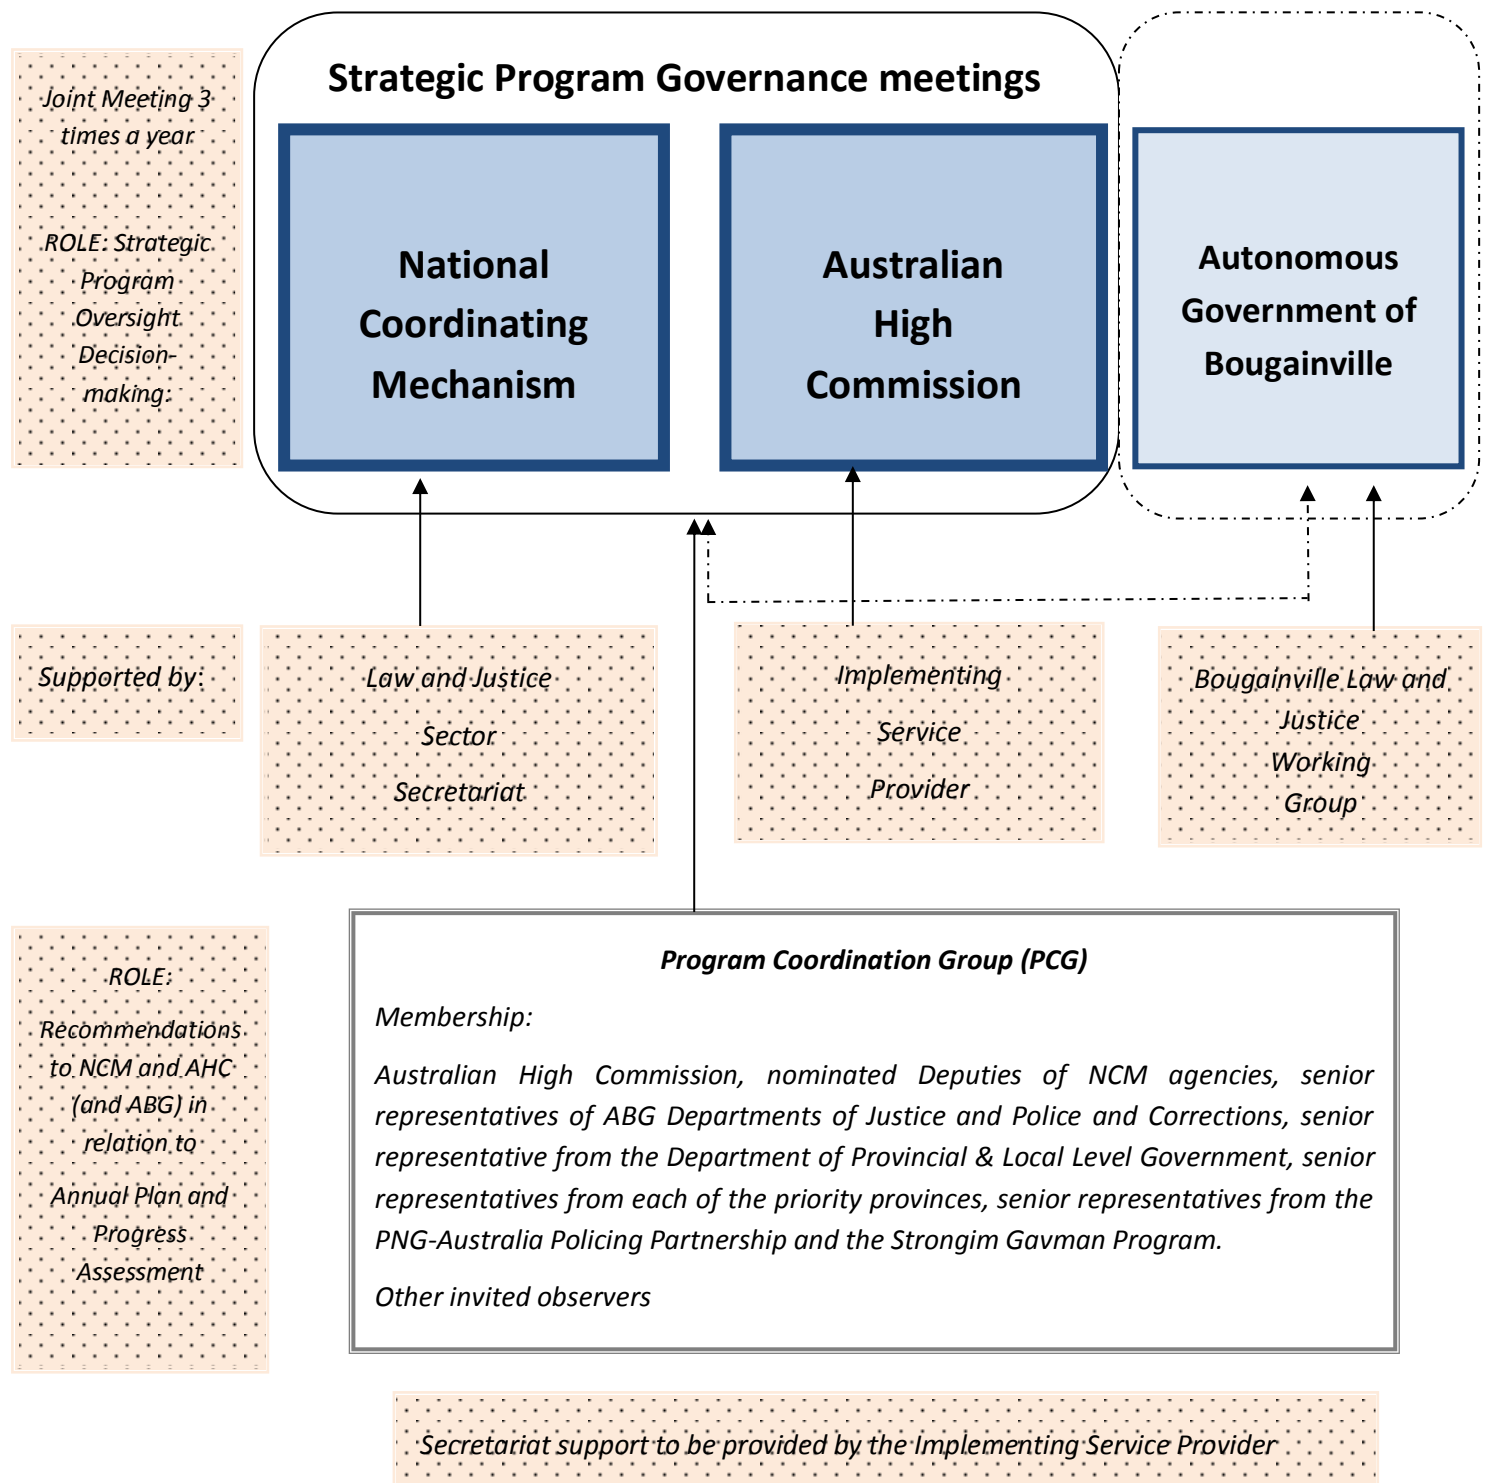 Strategic Program Governance meetings
Joint Meeting 3
times a year
ROLE: Strategic
Program
Oversight
Decision-
making:
National
Coordinating
Mechanism
Australian
High
Commission
Autonomous
Government of
Bougainville
Supported by:
Law and Justice
Sector
Secretariat
Implementing
Service
Provider
Bougainville Law and
Justice
Working
Group
ROLE:
Recommendations
to NCM and AHC
(and ABG) in
relation to
Annual Plan and
Progress
Assessment
Program Coordination Group (PCG)
Membership:
Australian High Commission, nominated Deputies of NCM agencies, senior
representatives of ABG Departments of Justice and Police and Corrections, senior
representative from the Department of Provincial & Local Level Government, senior
representatives from each of the priority provinces, senior representatives from the
PNG-Australia Policing Partnership and the Strongim Gavman Program.
Other invited observers
Secretariat support to be provided by the Implementing Service Provider